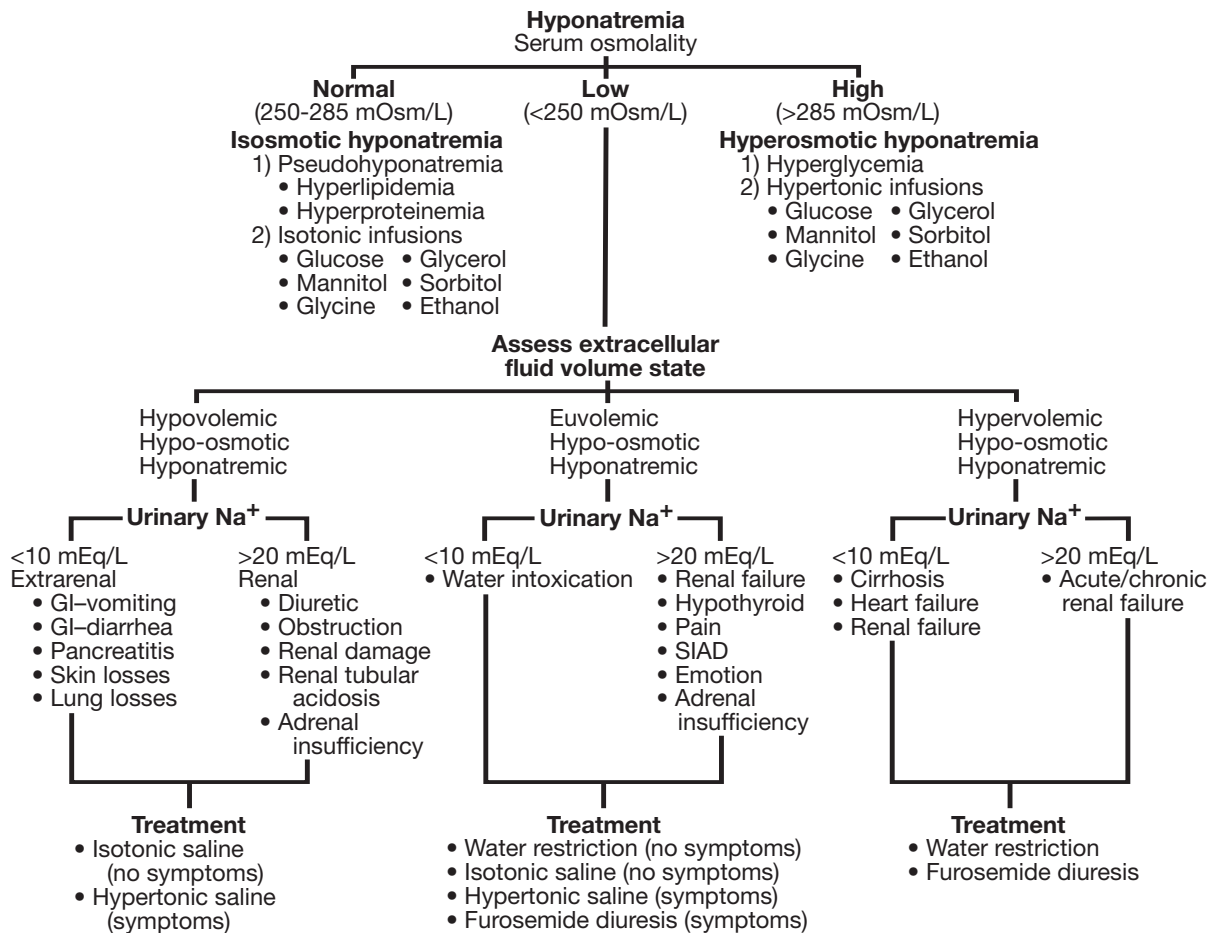 Hyponatremia
Serum osmolality
Normal
(250-285 mOsm/L)
Isosmotic hyponatremia
1) Pseudohyponatremia
• Hyperlipidemia
• Hyperproteinemia
2) Isotonic infusions
• Glucose • Glycerol
• Mannitol • Sorbitol
• Glycine • Ethanol
Low
(<250 mOsm/L)
High
(>285 mOsm/L)
Hyperosmotic hyponatremia
1) Hyperglycemia
2) Hypertonic infusions
• Glucose • Glycerol
• Mannitol • Sorbitol
• Glycine • Ethanol
Assess extracellular
fluid volume state
Hypovolemic
Hypo-osmotic
Hyponatremic
Urinary Na+
<10 mEq/L
Extrarenal
• GI–vomiting
• GI–diarrhea
• Pancreatitis
• Skin losses
• Lung losses
>20 mEq/L
Renal
• Diuretic
• Obstruction
• Renal damage
• Renal tubular
acidosis
• Adrenal
insufficiency
Treatment
• Isotonic saline
(no symptoms)
• Hypertonic saline
(symptoms)
Euvolemic
Hypo-osmotic
Hyponatremic
Urinary Na+
<10 mEq/L
• Water intoxication
>20 mEq/L
• Renal failure
• Hypothyroid
• Pain
• SIAD
• Emotion
• Adrenal
insufficiency
Treatment
• Water restriction (no symptoms)
• Isotonic saline (no symptoms)
• Hypertonic saline (symptoms)
• Furosemide diuresis (symptoms)
Hypervolemic
Hypo-osmotic
Hyponatremic
Urinary Na+
<10 mEq/L
• Cirrhosis
• Heart failure
• Renal failure
>20 mEq/L
• Acute/chronic
renal failure
Treatment
• Water restriction
• Furosemide diuresis